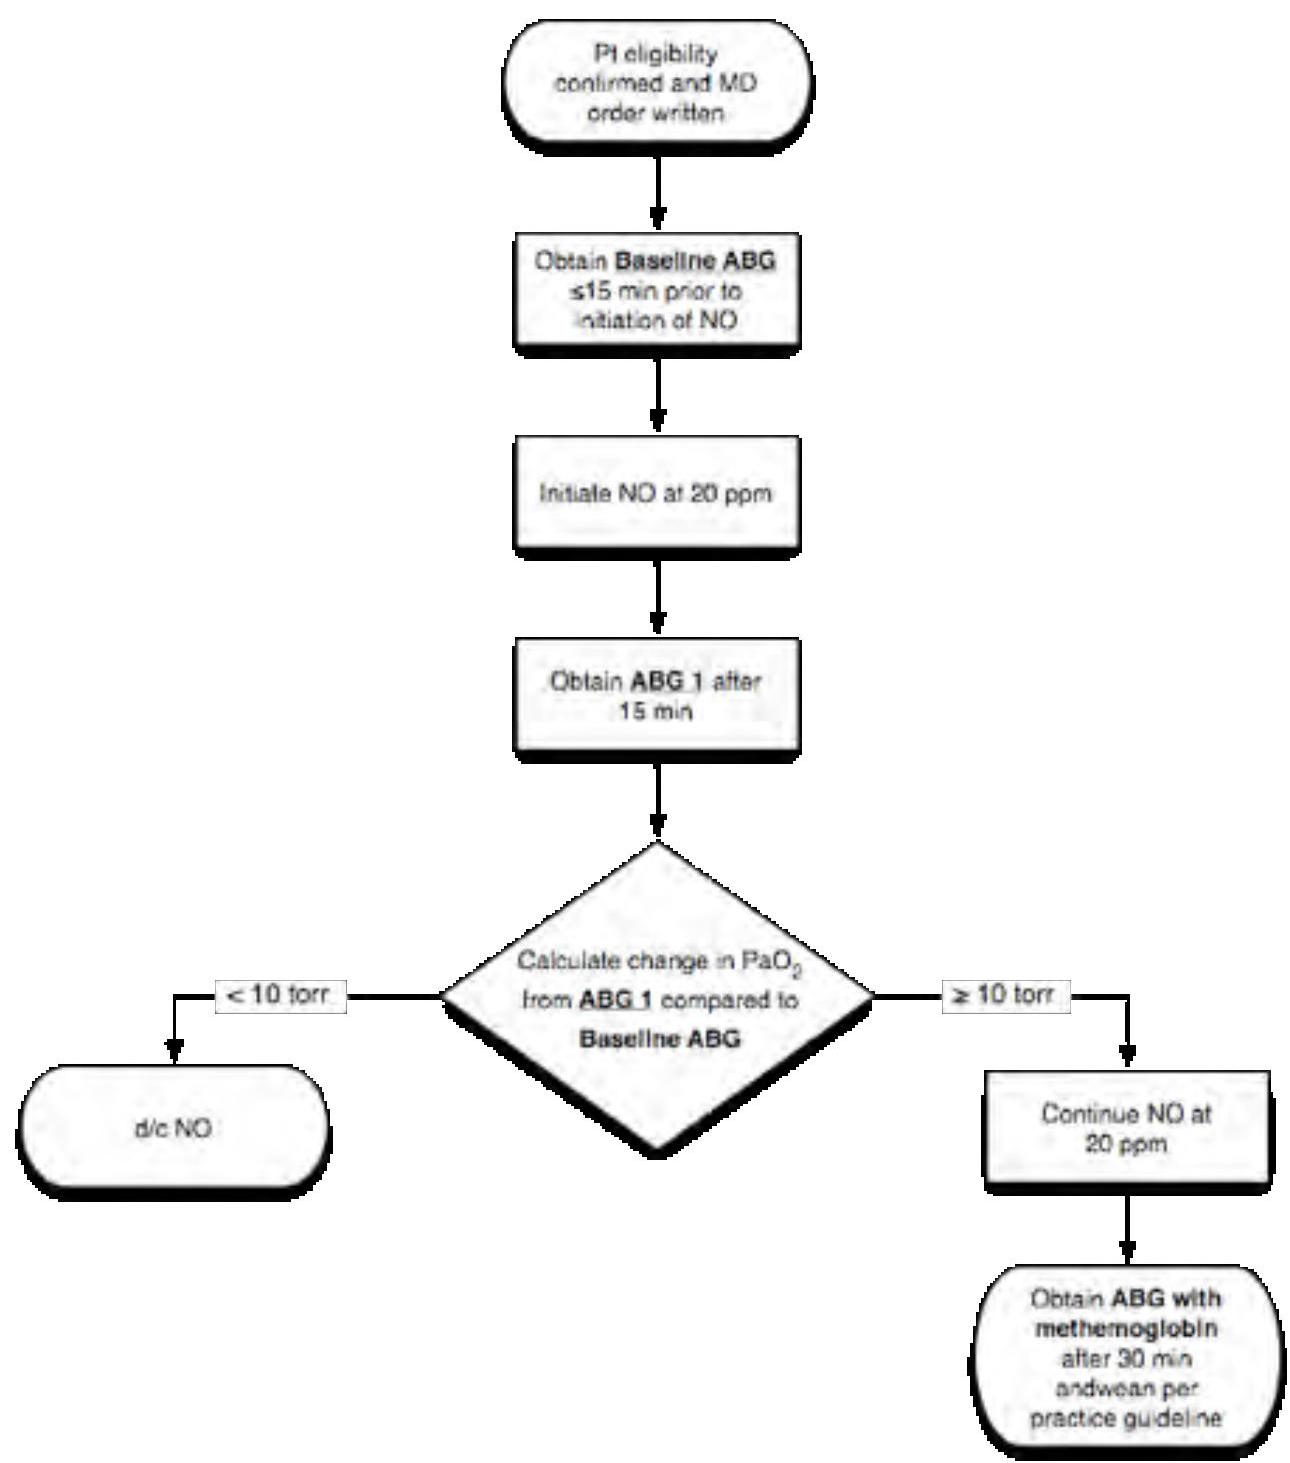 Pt eligibility
confirmed and MD
order written
Obtain Baseline ABG
≤15 min prior to
initiation of NO
Initiate NO at 20 ppm
Obtain ABG 1 after
15 min
Calculate change in PaO₂
from ABG 1 compared to
Baseline ABG
< 10 torr
≥ 10 torr
d/c NO
Continue NO at
20 ppm
Obtain ABG with
methemoglobin
after 30 min
andwean per
practice guideline